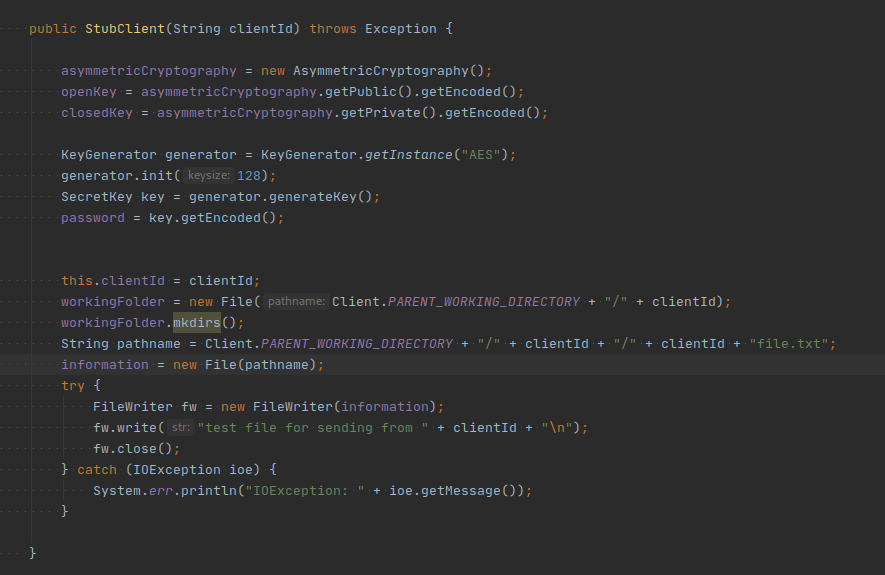 public StubClient(String clientId) throws Exception {
asymmetricCryptography = new AsymmetricCryptography();
openKey = asymmetricCryptography.getPublic().getEncoded();
closedKey = asymmetricCryptography.getPrivate().getEncoded();
KeyGenerator generator = KeyGenerator.getInstance("AES");
generator.init( keysize: 128);
SecretKey key = generator.generateKey();
password = key.getEncoded();
this.clientId = clientId;
workingFolder = new File( pathname: Client.PARENT_WORKING_DIRECTORY + "/" + clientId);
workingFolder.mkdirs();
String pathname = Client.PARENT_WORKING_DIRECTORY + "/" + clientId + "/" + clientId + "file.txt";
information = new File(pathname);
try {
FileWriter fw = new FileWriter(information);
fw.write( str: "test file for sending from " + clientId + "\n");
fw.close();
} catch (IOException ioe) {
System.err.println("IOException: " + ioe.getMessage());
}
}